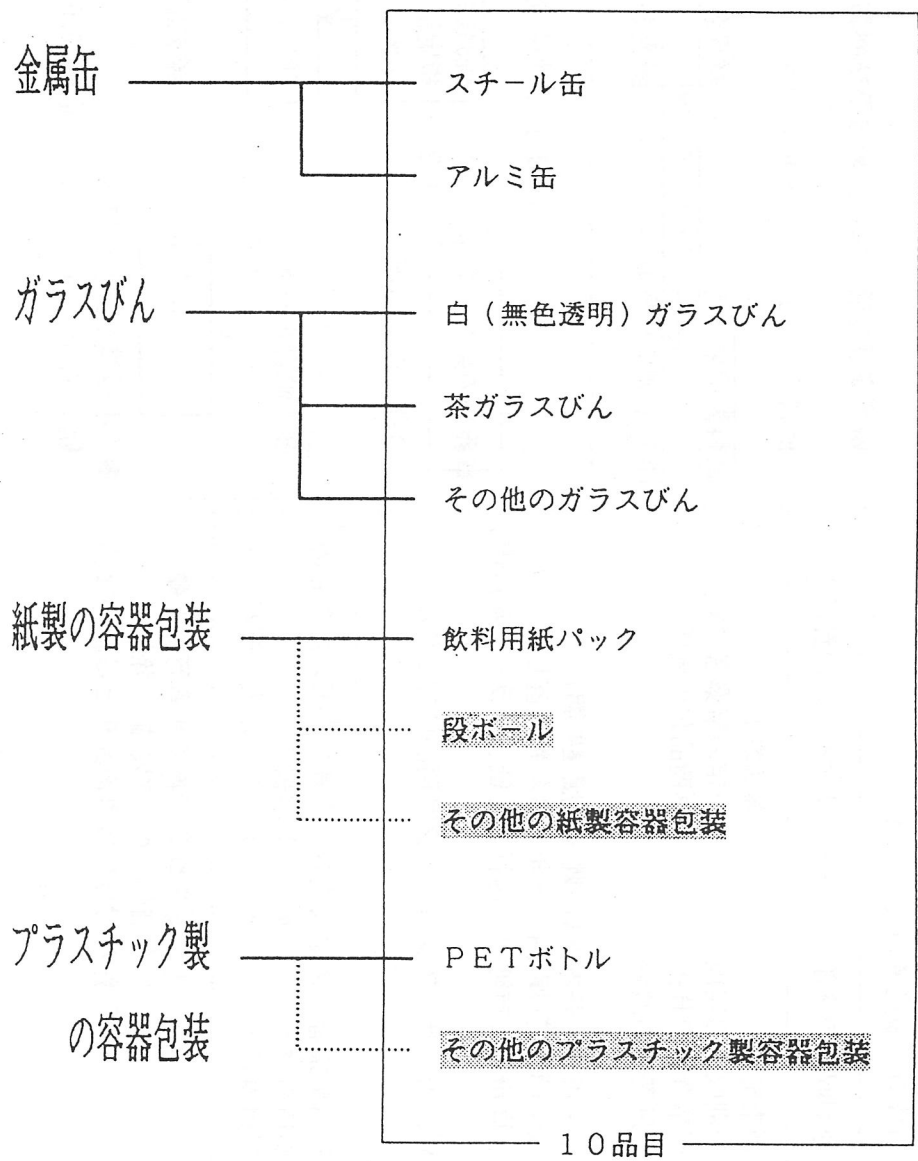 金属缶
スチール缶
アルミ缶
ガラスびん
白（無色透明）ガラスびん
茶ガラスびん
その他のガラスびん
紙製の容器包装
飲料用紙パック
段ボール
その他の紙製容器包装
プラスチック製
の容器包装
ＰＥＴボトル
その他のプラスチック製容器包装
１０品目